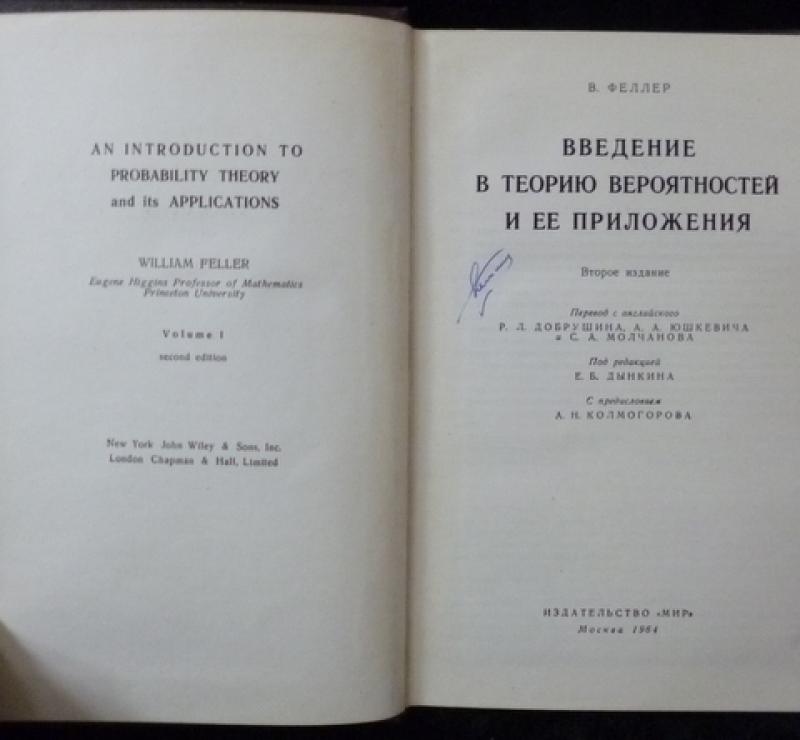 AN INTRODUCTION TO
PROBABILITY THEORY
and its APPLICATIONS
WILLIAM FELLER
Eugene Higgins Professor of Mathematics
Princeton University
Volume I
second edition
New York John Wiley & Sons, Inc.
London Chapman & Hall, Limited
В. ФЕЛЛЕР
ВВЕДЕНИЕ
В ТЕОРИЮ ВЕРОЯТНОСТЕЙ
И ЕЕ ПРИЛОЖЕНИЯ
Второе издание
Перевод с английского
Р. Л. ДОБРУШИНА, А. А. ЮШКЕВИЧА
и С. А. МОЛЧАНОВА
Под редакцией
Е. Б. ДЫНКИНА
С предисловием
А. Н. КОЛМОГОРОВА
ИЗДАТЕЛЬСТВО «МИР»
Москва 1964